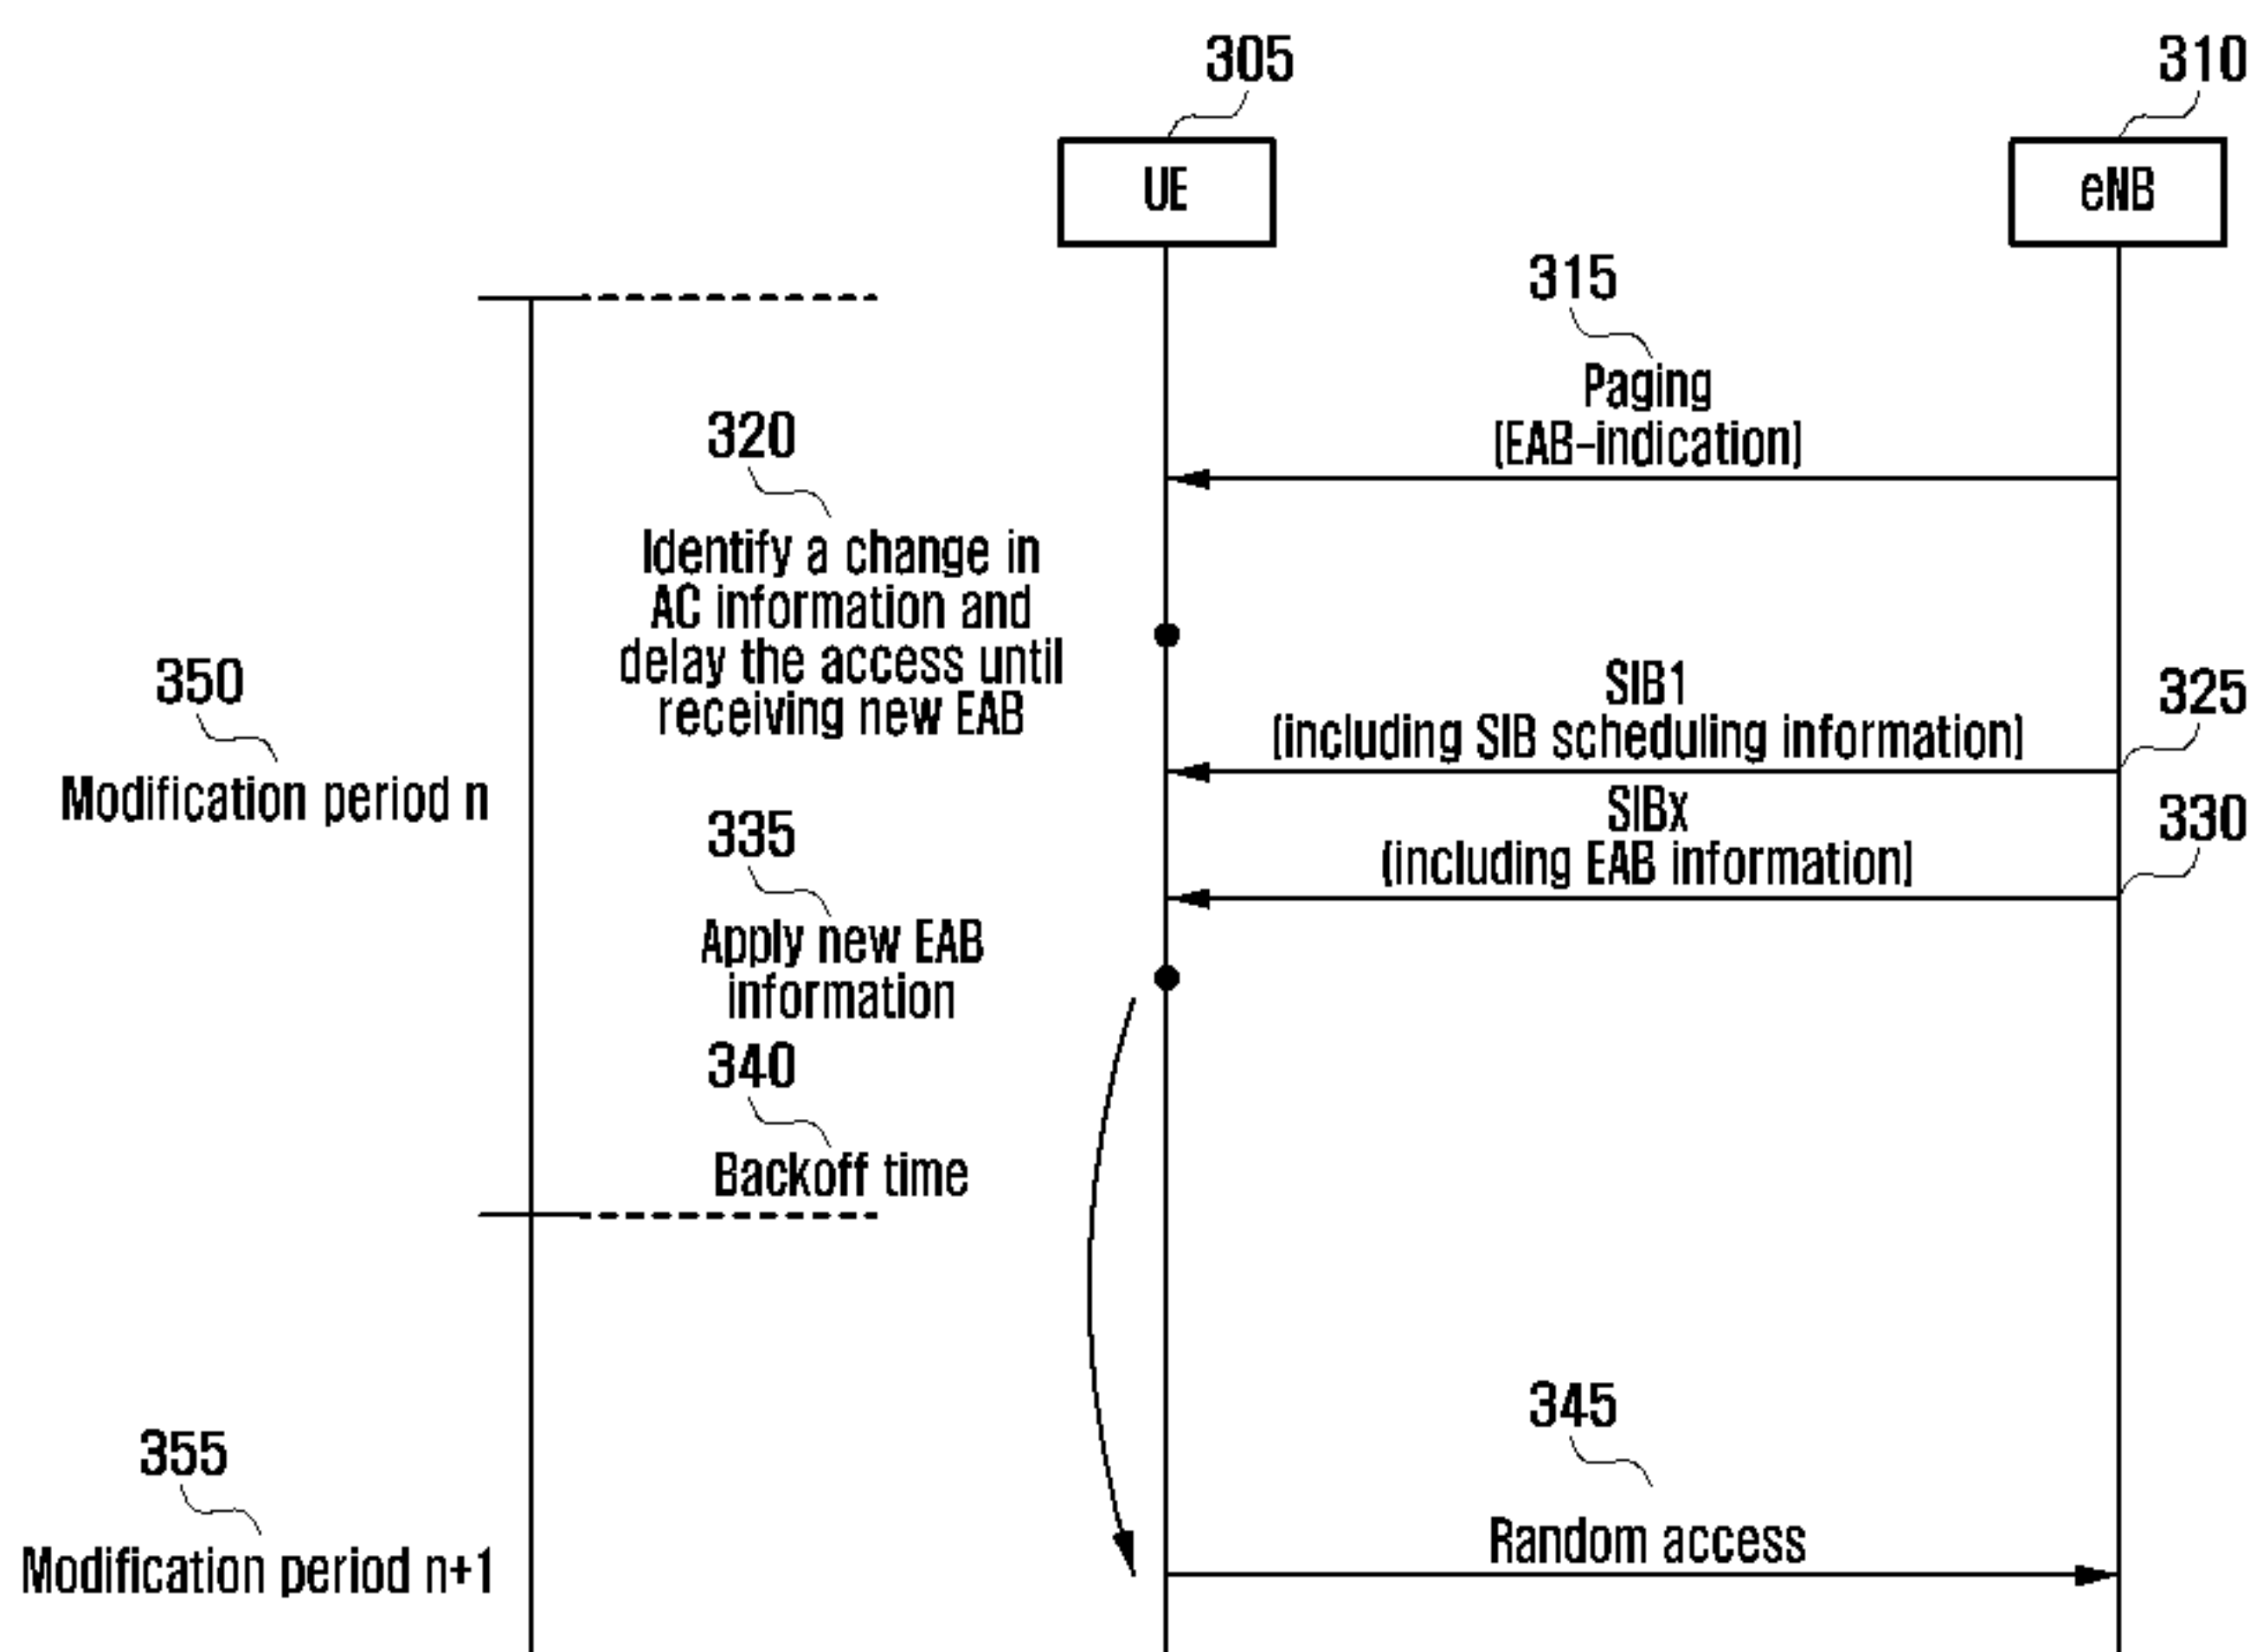 305
310
UE
eNB
315
Paging
(EAB-indication)
320
Identify a change in
AC information and
delay the access until
receiving new EAB
350
Modification period n
SIB1
(including SIB scheduling information)
325
SIBx
(including EAB information)
330
335
Apply new EAB
information
340
Backoff time
345
Random access
355
Modification period n+1